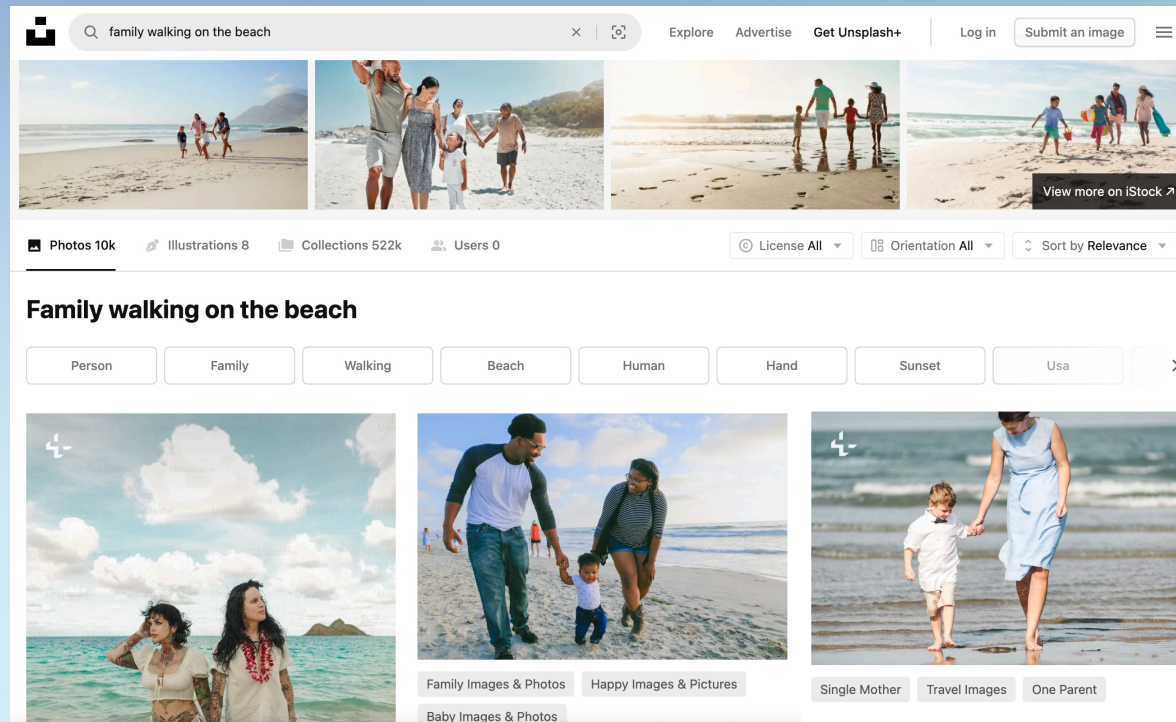 family walking on the beach
Explore
Advertise
Get Unsplash+
Log in
Submit an image
View more on iStock ↗
Photos 10k
Illustrations 8
Collections 522k
Users 0
License All
Orientation All
Sort by Relevance
Family walking on the beach
Person
Family
Walking
Beach
Human
Hand
Sunset
Usa
Family Images & Photos
Happy Images & Pictures
Baby Images & Photos
Single Mother
Travel Images
One Parent